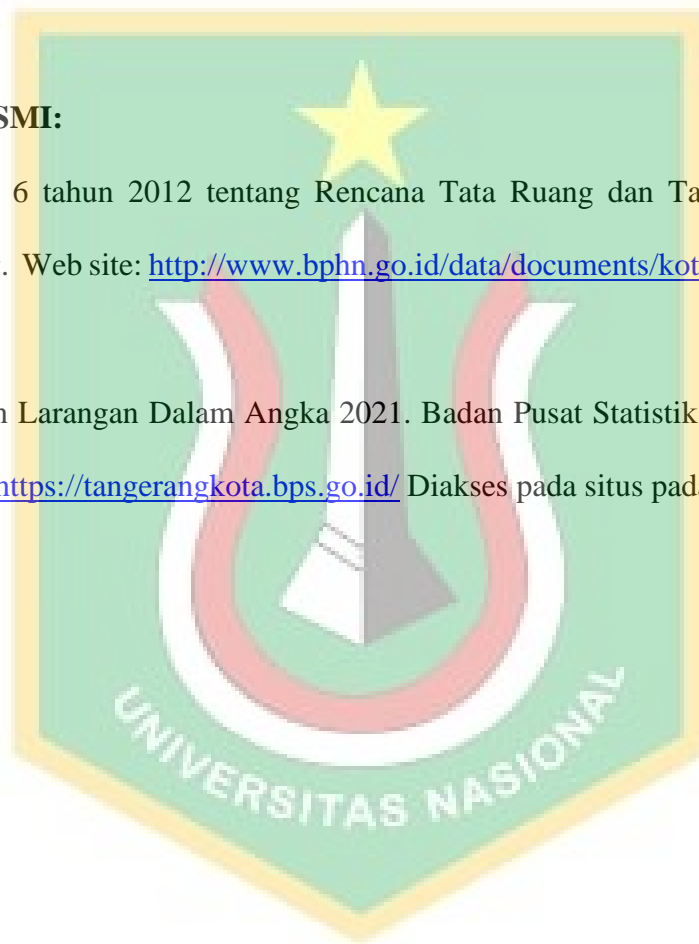 SMI:
6 tahun 2012 tentang Rencana Tata Ruang dan Ta
. Web site: http://www.bphn.go.id/data/documents/kot
n Larangan Dalam Angka 2021. Badan Pusat Statistik
https://tangerangkota.bps.go.id/ Diakses pada situs pada
UNIVERSITAS NASIONAL